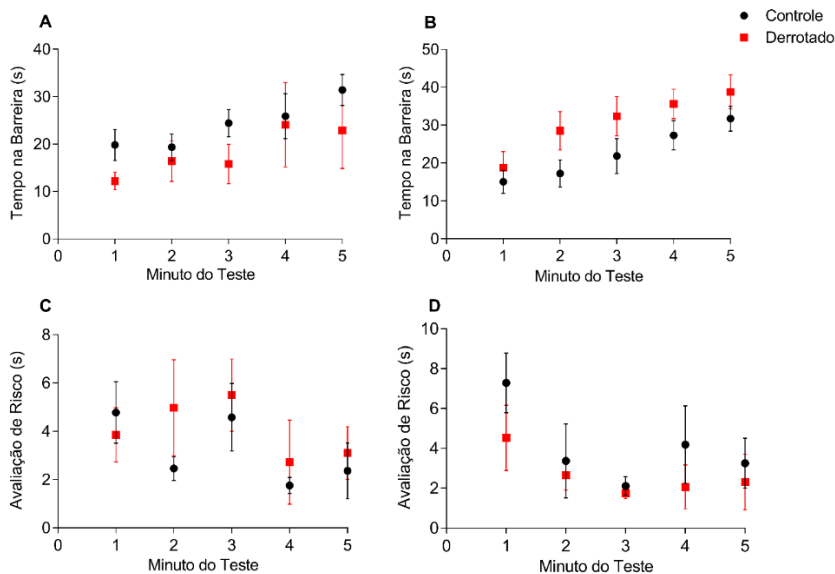 A
Tempo na Barreira (s)
40
30
20
10
0
0 1 2 3 4 5
Minuto do Teste
B
Controle
Derrotado
Tempo na Barreira (s)
50
40
30
20
10
0
0 1 2 3 4 5
Minuto do Teste
C
Avaliação de Risco (s)
8
6
4
2
0
0 1 2 3 4 5
Minuto do Teste
D
Avaliação de Risco (s)
10
8
6
4
2
0
0 1 2 3 4 5
Minuto do Teste